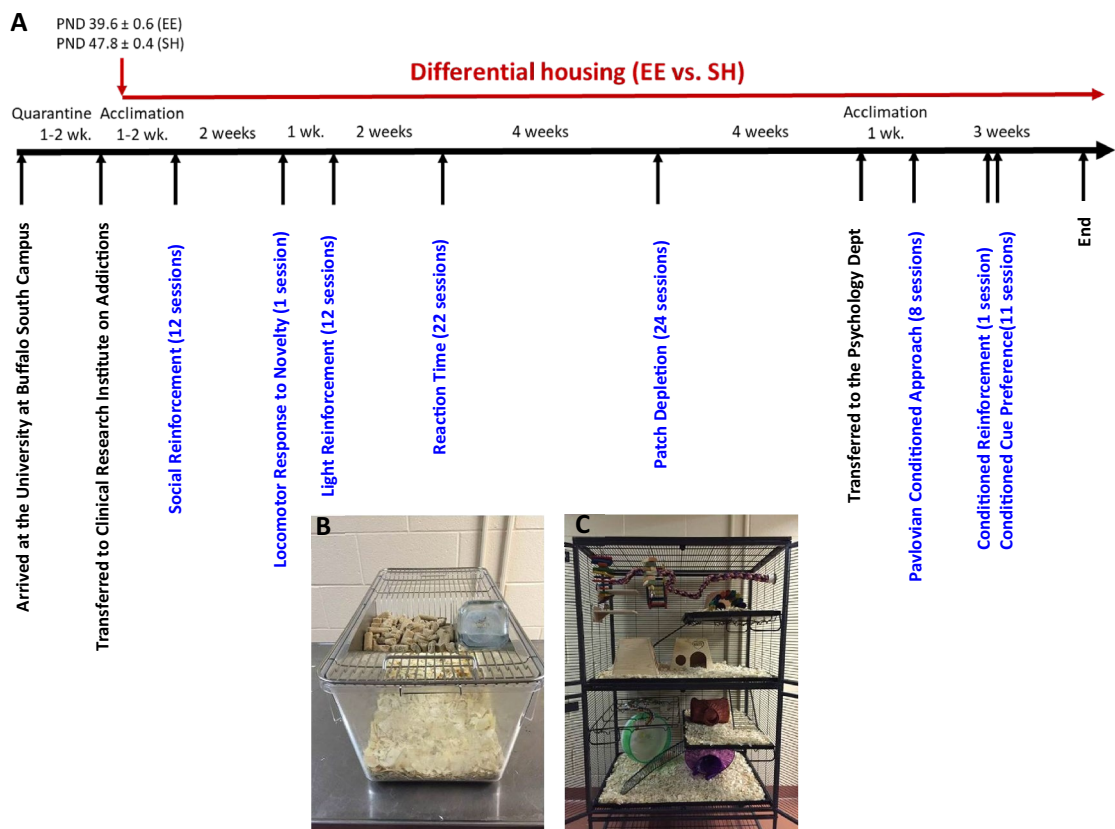 A
PND 39.6 ± 0.6 (EE)
PND 47.8 ± 0.4 (SH)
Differential housing (EE vs. SH)
Quarantine
1-2 wk.
Acclimation
1-2 wk.
2 weeks
1 wk.
2 weeks
4 weeks
4 weeks
Acclimation
1 wk.
3 weeks
Arrived at the University at Buffalo South Campus
Transferred to Clinical Research Institute on Addictions
Social Reinforcement (12 sessions)
Locomotor Response to Novelty (1 session)
Light Reinforcement (12 sessions)
Reaction Time (22 sessions)
Patch Depletion (24 sessions)
Transferred to the Psychology Dept
Pavlovian Conditioned Approach (8 sessions)
Conditioned Reinforcement (1 session)
Conditioned Cue Preference(11 sessions)
End
B
C